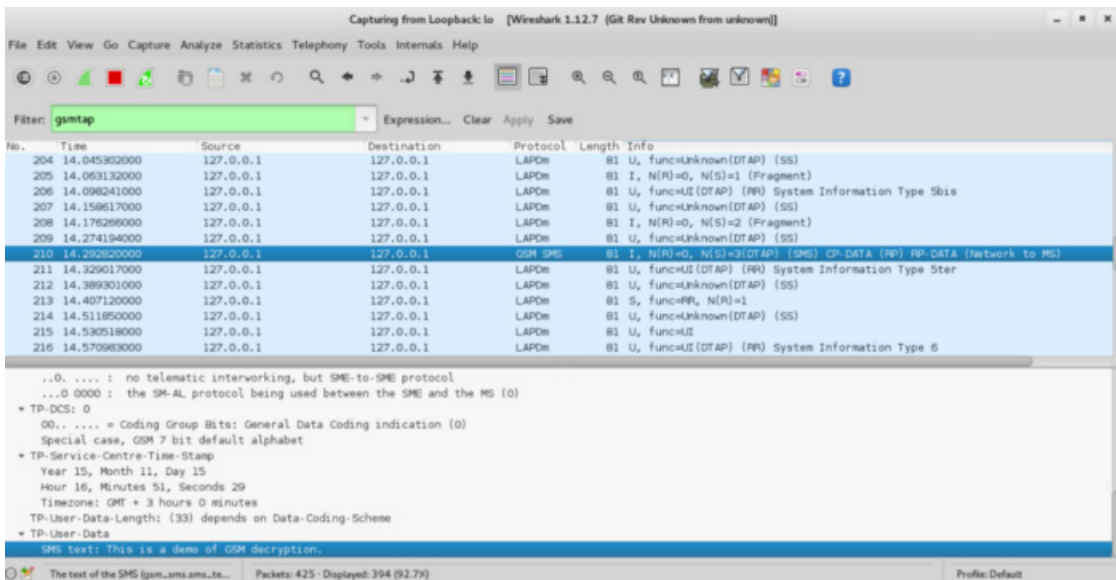 Capturing from Loopback: lo [Wireshark 1.12.7 (Git Rev Unknown from unknown)]
File Edit View Go Capture Analyze Statistics Telephony Tools Internals Help
Filter: gsmtap Expression... Clear Apply Save
No. Time Source Destination Protocol Length Info
204 14.045302000 127.0.0.1 127.0.0.1 LAPDm 81 U, func=Unknown(DTAP) (SS)
205 14.063132000 127.0.0.1 127.0.0.1 LAPDm 81 I, N(R)=0, N(S)=1 (Fragment)
206 14.098241000 127.0.0.1 127.0.0.1 LAPDm 81 U, func=UI(DTAP) (RR) System Information Type 5bis
207 14.158617000 127.0.0.1 127.0.0.1 LAPDm 81 U, func=Unknown(DTAP) (SS)
208 14.176266000 127.0.0.1 127.0.0.1 LAPDm 81 I, N(R)=0, N(S)=2 (Fragment)
209 14.274194000 127.0.0.1 127.0.0.1 LAPDm 81 U, func=Unknown(DTAP) (SS)
210 14.292820000 127.0.0.1 127.0.0.1 GSM SMS 81 I, N(R)=0, N(S)=3(DTAP) (SMS) CP-DATA (RP) RP-DATA (Network to MS)
211 14.329017000 127.0.0.1 127.0.0.1 LAPDm 81 U, func=UI(DTAP) (RR) System Information Type 5ter
212 14.389301000 127.0.0.1 127.0.0.1 LAPDm 81 U, func=Unknown(DTAP) (SS)
213 14.407120000 127.0.0.1 127.0.0.1 LAPDm 81 S, func=RR, N(R)=1
214 14.511850000 127.0.0.1 127.0.0.1 LAPDm 81 U, func=Unknown(DTAP) (SS)
215 14.530518000 127.0.0.1 127.0.0.1 LAPDm 81 U, func=UI
216 14.570983000 127.0.0.1 127.0.0.1 LAPDm 81 U, func=UI(DTAP) (RR) System Information Type 6
..0. .... : no telematic interworking, but SME-to-SME protocol
...0 0000 : the SM-AL protocol being used between the SME and the MS (0)
TP-DCS: 0
00.. .... = Coding Group Bits: General Data Coding indication (0)
Special case, GSM 7 bit default alphabet
TP-Service-Centre-Time-Stamp
Year 15, Month 11, Day 15
Hour 16, Minutes 51, Seconds 29
Timezone: GMT + 3 hours 0 minutes
TP-User-Data-Length: (33) depends on Data-Coding-Scheme
TP-User-Data
SMS text: This is a demo of GSM decryption.
The text of the SMS (gsm_sms.sms_te... Packets: 425 · Displayed: 394 (92.7%) Profile: Default